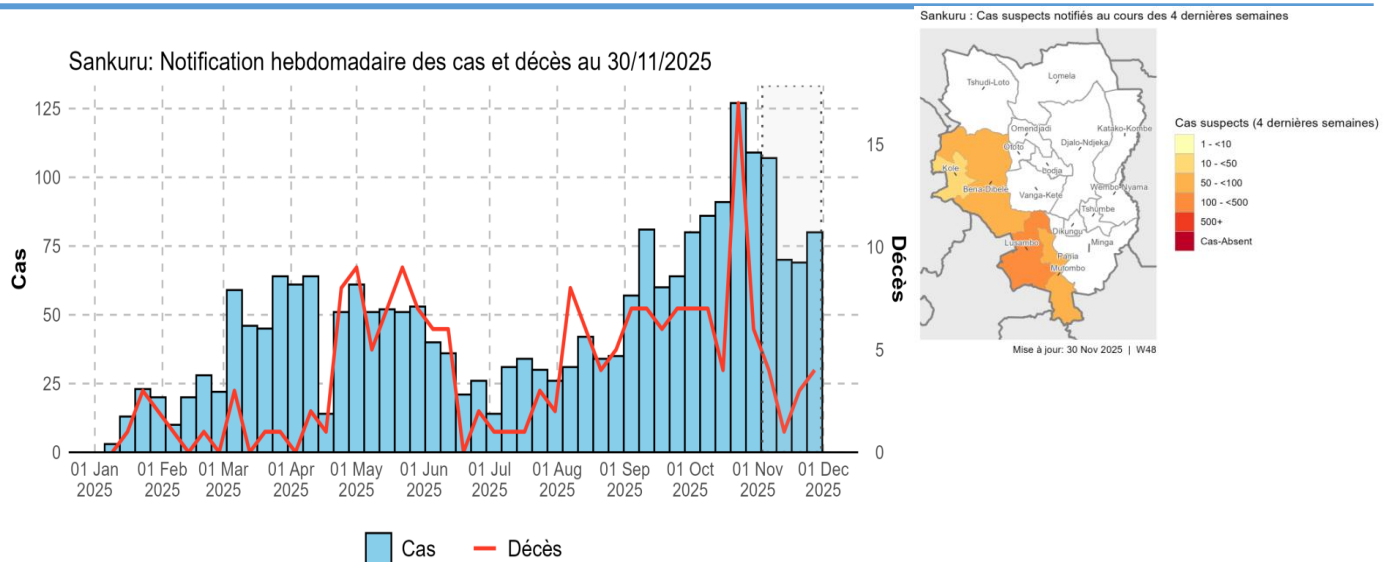 Sankuru : Cas suspects notifiés au cours des 4 dernières semaines
Sankuru: Notification hebdomadaire des cas et décès au 30/11/2025
125
100
75
50
25
0
Cas
15
10
5
0
Décès
01 Jan 2025
01 Feb 2025
01 Mar 2025
01 Apr 2025
01 May 2025
01 Jun 2025
01 Jul 2025
01 Aug 2025
01 Sep 2025
01 Oct 2025
01 Nov 2025
01 Dec 2025
Cas
Décès
Tshudi-Loto
Lomela
Omendjadi
Katako-Kombe
Ototo
Djalo-Ndjeka
Kole
Lodja
Bena-Dibele
Wembo-Nyama
Vanga-Kete
Tshumbe
Dikungu
Lusambo
Minga
Pania
Mutombo
Cas suspects (4 dernières semaines)
1 - <10
10 - <50
50 - <100
100 - <500
500+
Cas-Absent
Mise à jour: 30 Nov 2025 | W48